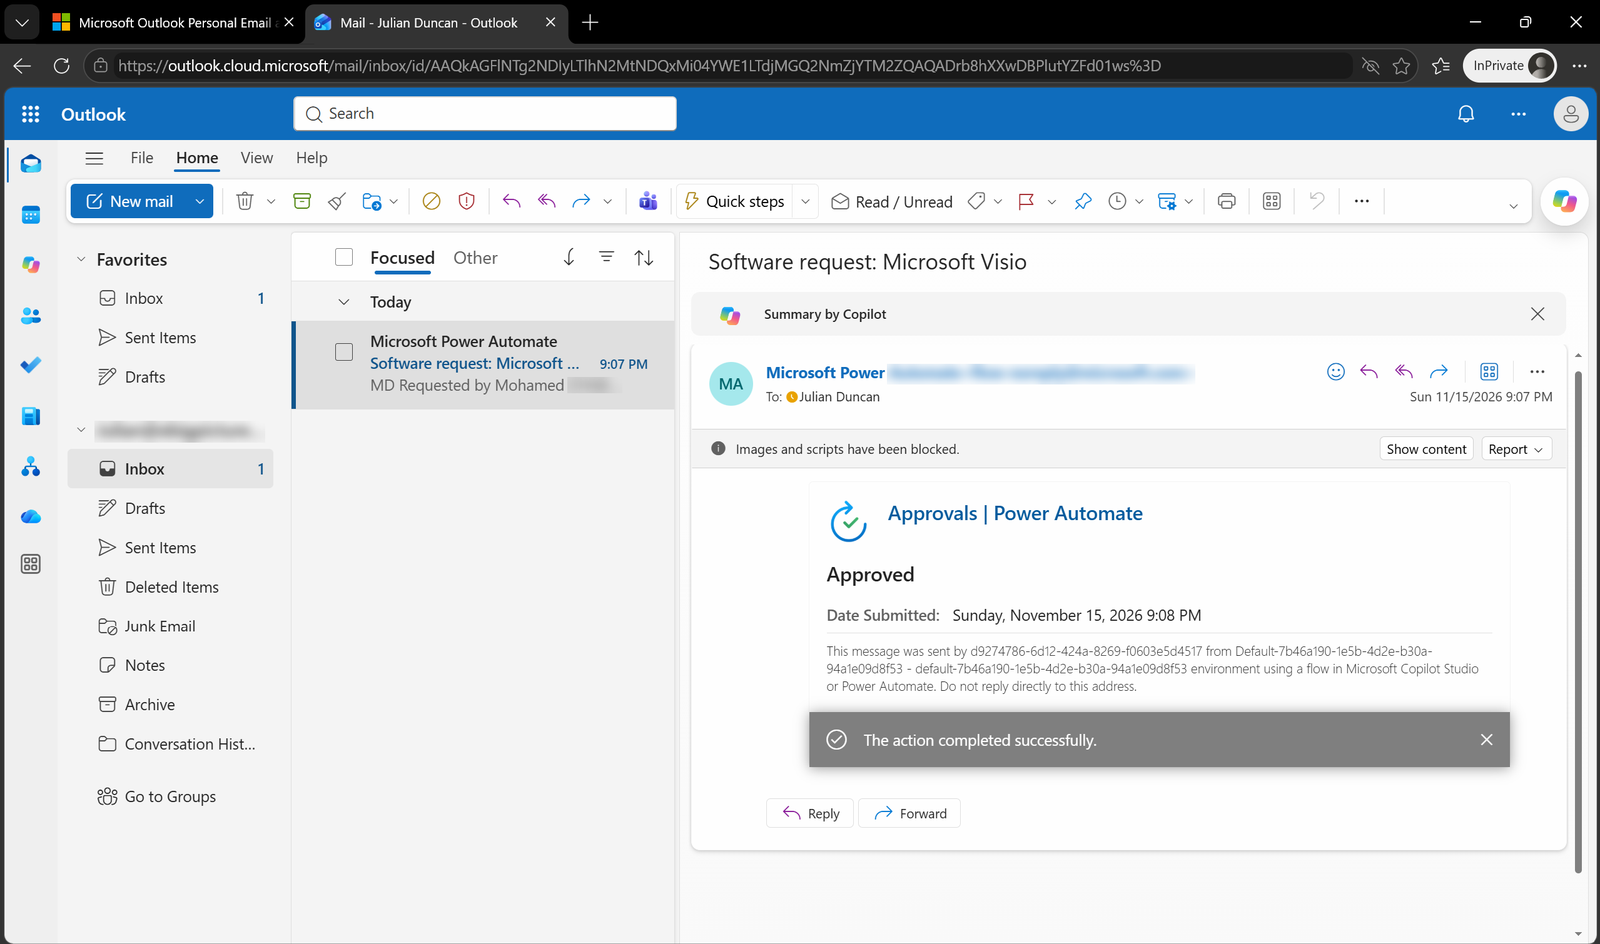 Microsoft Outlook Personal Email
Mail - Julian Duncan - Outlook
https://outlook.cloud.microsoft/mail/inbox/id/AAQkAGFlNTg2NDIyLTlhN2MtNDQxMi04YWE1LTdjMGQ2NmZjYTM2ZQAQADrb8hXXwDBPlutYZFd01ws%3D
InPrivate
Outlook
Search
File
Home
View
Help
New mail
Quick steps
Read / Unread
Favorites
Inbox 1
Sent Items
Drafts
Inbox 1
Drafts
Sent Items
Deleted Items
Junk Email
Notes
Archive
Conversation Hist...
Go to Groups
Focused
Other
Today
Microsoft Power Automate
Software request: Microsoft ... 9:07 PM
MD Requested by Mohamed
Software request: Microsoft Visio
Summary by Copilot
MA
Microsoft Power
To: Julian Duncan
Sun 11/15/2026 9:07 PM
Images and scripts have been blocked.
Show content
Report
Approvals | Power Automate
Approved
Date Submitted: Sunday, November 15, 2026 9:08 PM
This message was sent by d9274786-6d12-424a-8269-f0603e5d4517 from Default-7b46a190-1e5b-4d2e-b30a-
94a1e09d8f53 - default-7b46a190-1e5b-4d2e-b30a-94a1e09d8f53 environment using a flow in Microsoft Copilot Studio
or Power Automate. Do not reply directly to this address.
The action completed successfully.
Reply
Forward